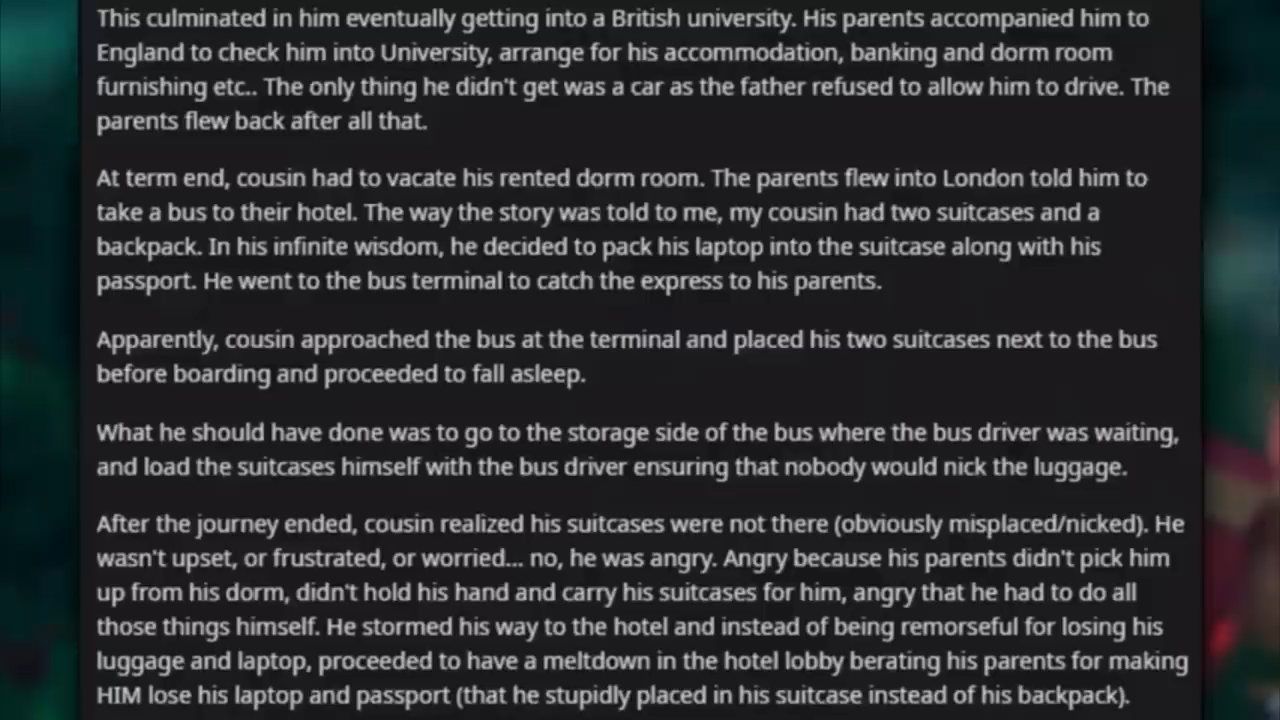 This culminated in him eventually getting into a British university. His parents accompanied him to
England to check him into University, arrange for his accommodation, banking and dorm room
furnishing etc.. The only thing he didn't get was a car as the father refused to allow him to drive. The
parents flew back after all that.
At term end, cousin had to vacate his rented dorm room. The parents flew into London told him to
take a bus to their hotel. The way the story was told to me, my cousin had two suitcases and a
backpack. In his infinite wisdom, he decided to pack his laptop into the suitcase along with his
passport. He went to the bus terminal to catch the express to his parents.
Apparently, cousin approached the bus at the terminal and placed his two suitcases next to the bus
before boarding and proceeded to fall asleep.
What he should have done was to go to the storage side of the bus where the bus driver was waiting,
and load the suitcases himself with the bus driver ensuring that nobody would nick the luggage.
After the journey ended, cousin realized his suitcases were not there (obviously misplaced/nicked). He
wasn't upset, or frustrated, or worried... no, he was angry. Angry because his parents didn't pick him
up from his dorm, didn't hold his hand and carry his suitcases for him, angry that he had to do all
those things himself. He stormed his way to the hotel and instead of being remorseful for losing his
luggage and laptop, proceeded to have a meltdown in the hotel lobby berating his parents for making
HIM lose his laptop and passport (that he stupidly placed in his suitcase instead of his backpack).